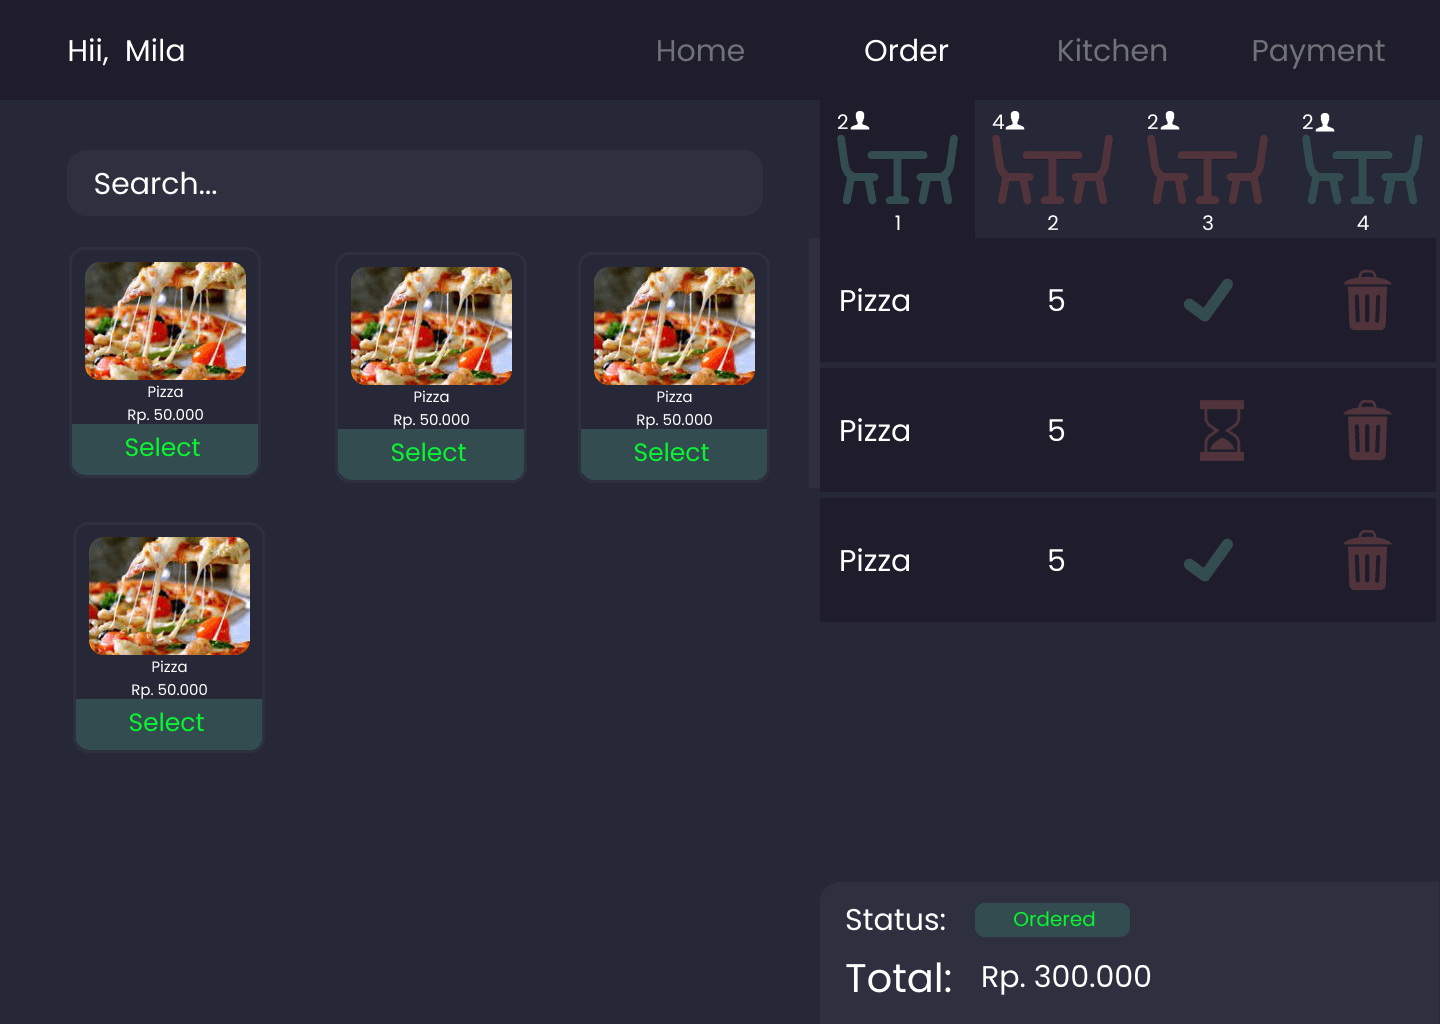 Hii,  Mila
Home
Order
Kitchen
Payment
Search...
Pizza
Rp. 50.000
Select
Pizza
Rp. 50.000
Select
Pizza
Rp. 50.000
Select
Pizza
Rp. 50.000
Select
2
1
4
2
2
3
2
4
Pizza 5
Pizza 5
Pizza 5
Status: Ordered
Total: Rp. 300.000